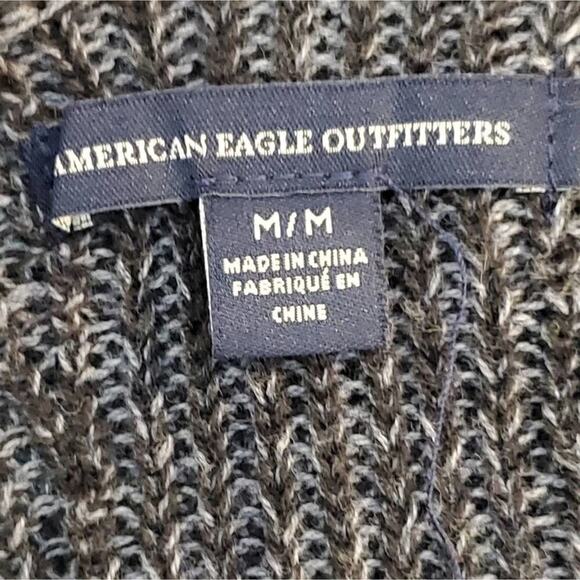 AMERICAN EAGLE OUTFITTERS
M/M
MADE IN CHINA
FABRIQUÉ EN
CHINE